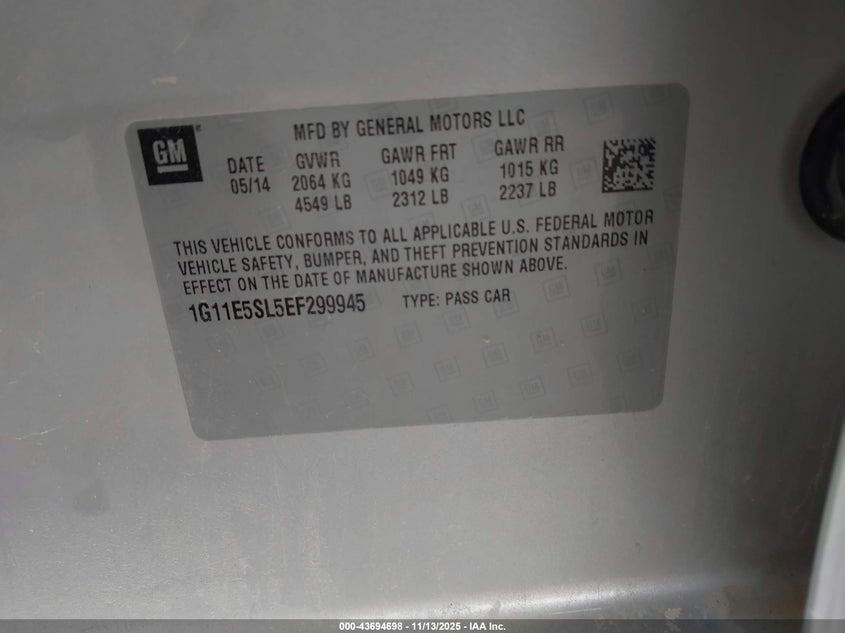 GM
MFD BY GENERAL MOTORS LLC
DATE GVWR GAWR FRT GAWR RR
05/14 2064 KG 1049 KG 1015 KG
4549 LB 2312 LB 2237 LB
THIS VEHICLE CONFORMS TO ALL APPLICABLE U.S. FEDERAL MOTOR
VEHICLE SAFETY, BUMPER, AND THEFT PREVENTION STANDARDS IN
EFFECT ON THE DATE OF MANUFACTURE SHOWN ABOVE.
1G11E5SL5EF299945 TYPE: PASS CAR
000-43694698 - 11/13/2025 - IAA Inc.